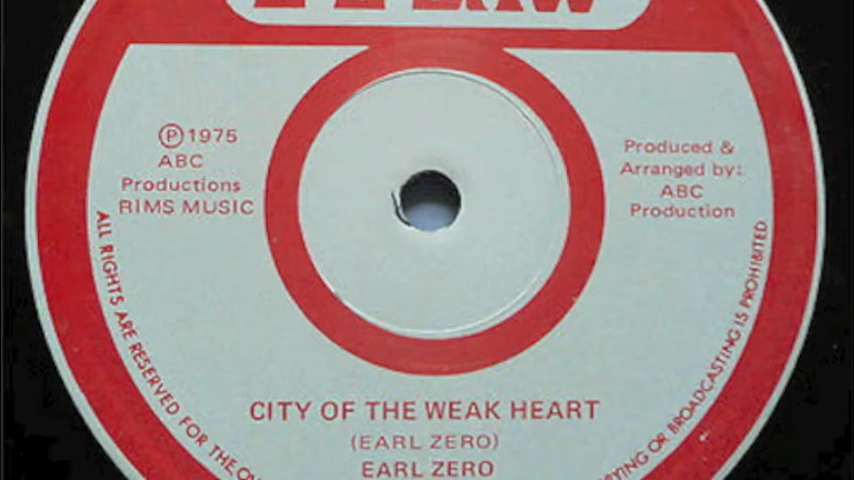 Ⓟ1975
ABC
Productions
RIMS MUSIC
Produced &
Arranged by:
ABC
Production
CITY OF THE WEAK HEART
(EARL ZERO)
EARL ZERO
ALL RIGHTS ARE RESERVED FOR THE
OR BROADCASTING IS PROHIBITED